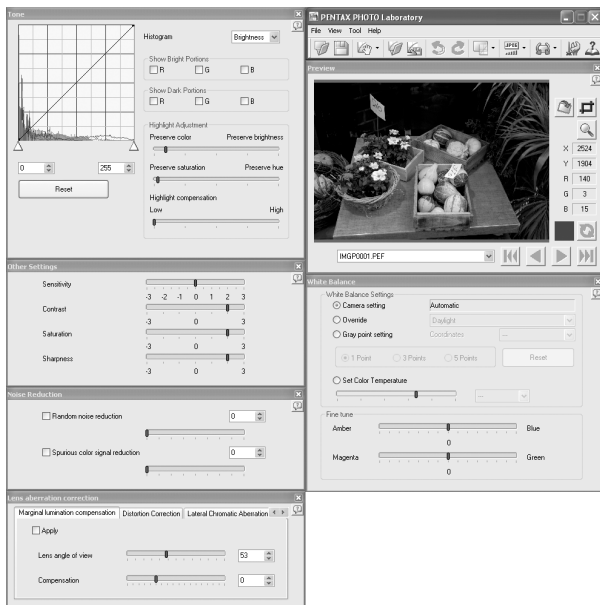 Tone
Histogram
Brightness
Show Bright Portions
R G B
Show Dark Portions
R G B
Highlight Adjustment
Preserve color Preserve brightness
Preserve saturation Preserve hue
Highlight compensation
Low High
0 255
Reset
Other Settings
Sensitivity
-3 -2 -1 0 1 2 3
Contrast
-3 0 3
Saturation
-3 0 3
Sharpness
-3 0 3
Noise Reduction
Random noise reduction 0
Spurious color signal reduction 0
Lens aberration correction
Marginal lumination compensation Distortion Correction Lateral Chromatic Aberration
Apply
Lens angle of view 53
Compensation 0
PENTAX PHOTO Laboratory
File View Tool Help
JPEG
Preview
X 2524
Y 1904
R 140
G 3
B 15
IMGP0001.PEF
White Balance
White Balance Settings
Camera setting Automatic
Override Daylight
Gray point setting Coordinates ---
1 Point 3 Points 5 Points Reset
Set Color Temperature
---
Fine tune
Amber Blue
0
Magenta Green
0